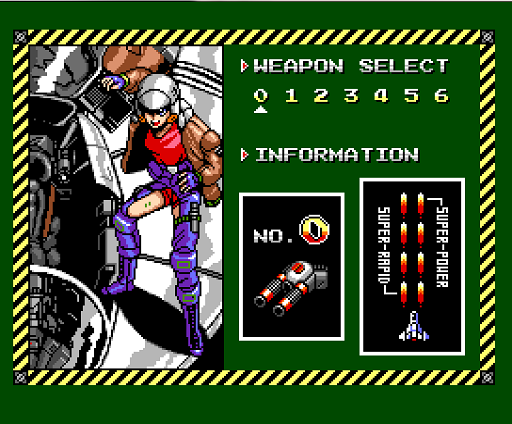 WEAPON SELECT
0 1 2 3 4 5 6
INFORMATION
NO. 0
SUPER-RAPID
SUPER-POWER